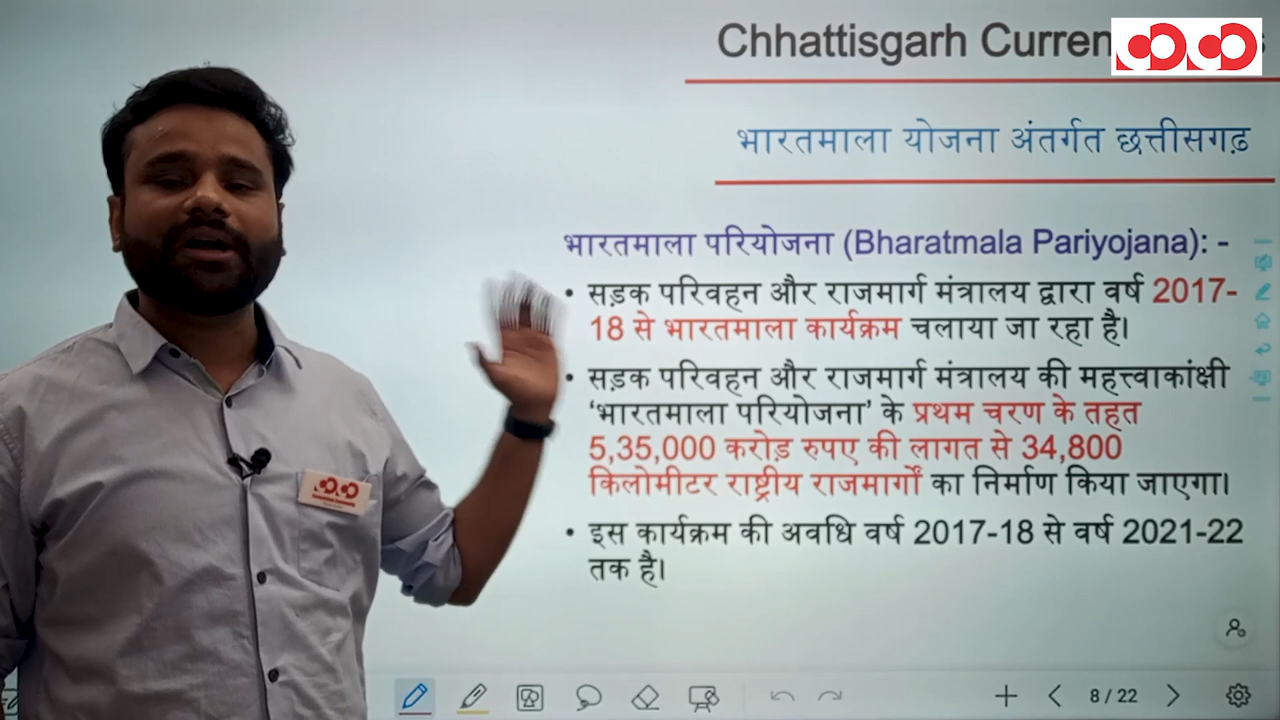 Chhattisgarh Curren
भारतमाला योजना अंतर्गत छत्तीसगढ़
भारतमाला परियोजना (Bharatmala Pariyojana): -
• सड़क परिवहन और राजमार्ग मंत्रालय द्वारा वर्ष 2017-
18 से भारतमाला कार्यक्रम चलाया जा रहा है।
• सड़क परिवहन और राजमार्ग मंत्रालय की महत्त्वाकांक्षी
‘भारतमाला परियोजना’ के प्रथम चरण के तहत
5,35,000 करोड़ रुपए की लागत से 34,800
किलोमीटर राष्ट्रीय राजमार्गों का निर्माण किया जाएगा।
• इस कार्यक्रम की अवधि वर्ष 2017-18 से वर्ष 2021-22
तक है।
8 / 22